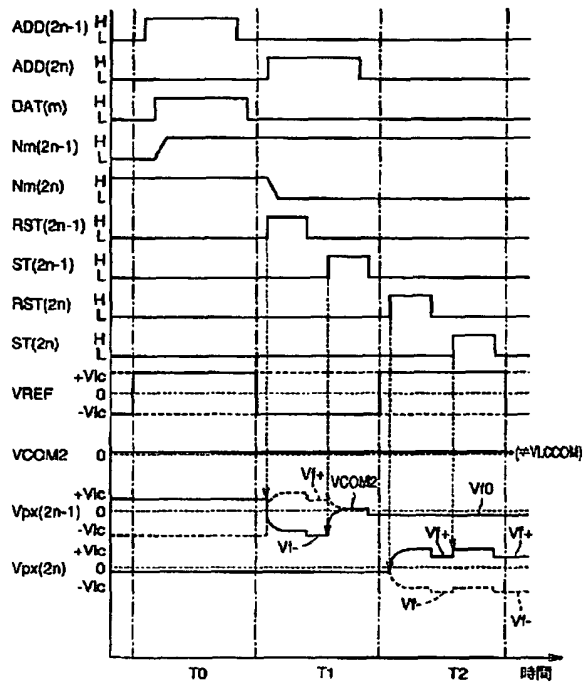 ADD(2n-1) H
L
ADD(2n) H
L
DAT(m) H
L
Nm(2n-1) H
L
Nm(2n) H
L
RST(2n-1) H
L
ST(2n-1) H
L
RST(2n) H
L
ST(2n) H
L
+Vlc
VREF 0
-Vlc
VCOM2 0 (≠VLCCOM)
+Vlc Vf+ VCOM2 Vf0
Vpx(2n-1) 0
-Vlc Vf- Vf+ Vf+
+Vlc
Vpx(2n) 0
-Vlc
Vf- Vf-
T0 T1 T2 時間